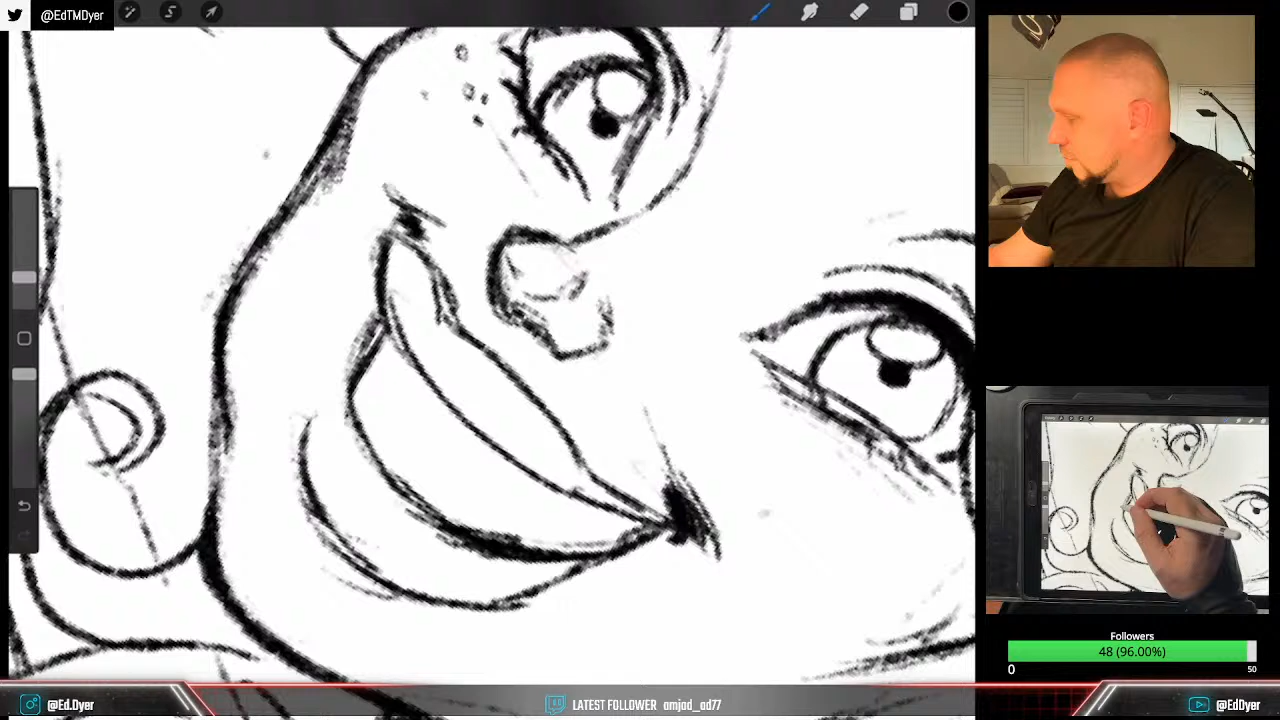 @EdTMDyer
Followers
48 (96.00%)
0
50
@Ed.Dyer
LATEST FOLLOWER amjad_ad77
@EdDyer